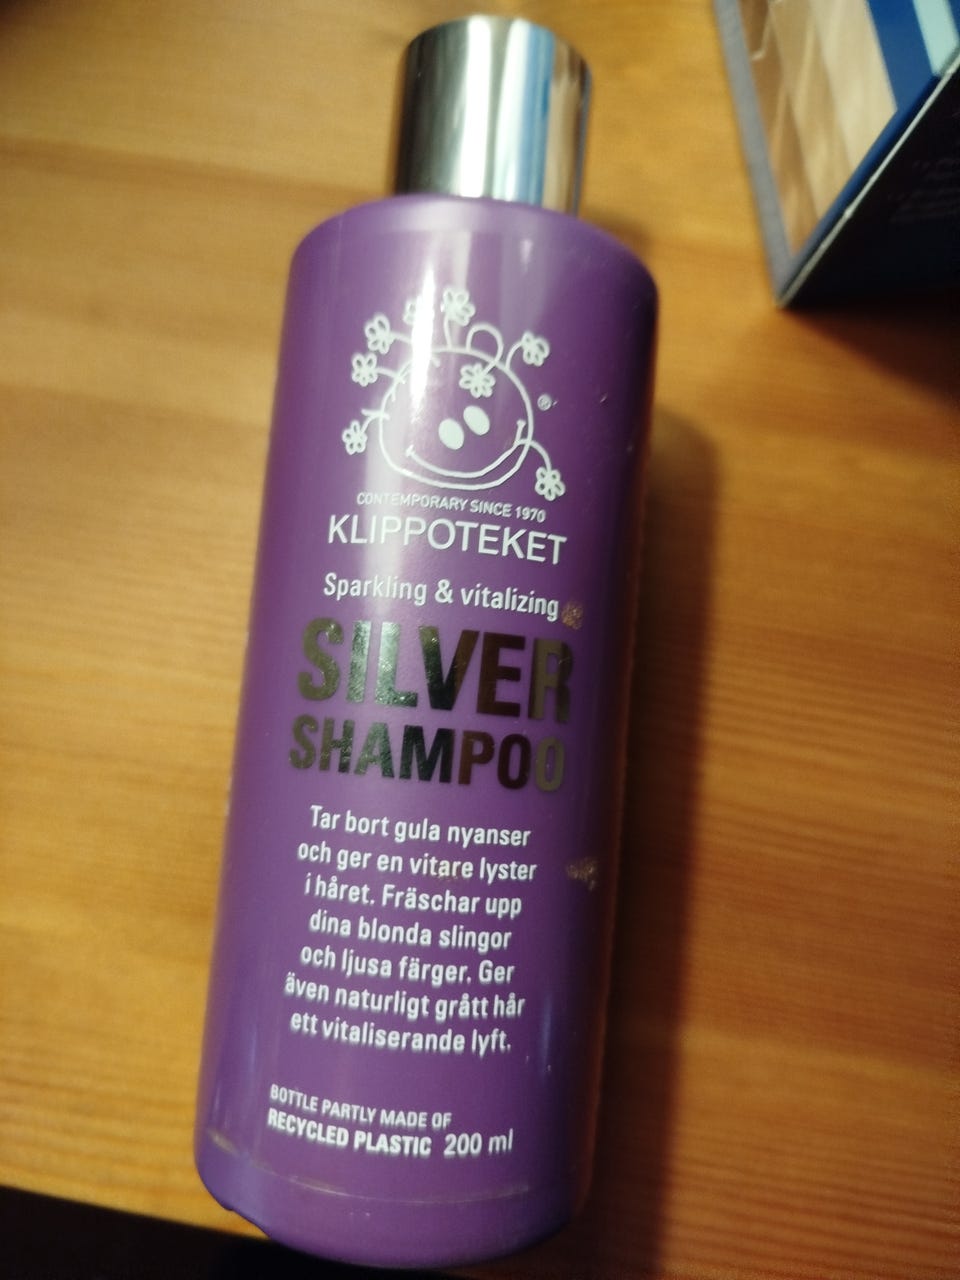 ®
CONTEMPORARY SINCE 1970
KLIPPOTEKET
Sparkling & vitalizing
SILVER
SHAMPOO
Tar bort gula nyanser
och ger en vitare lyster
i håret. Fräschar upp
dina blonda slingor
och ljusa färger. Ger
även naturligt grått hår
ett vitaliserande lyft.
BOTTLE PARTLY MADE OF
RECYCLED PLASTIC 200 ml